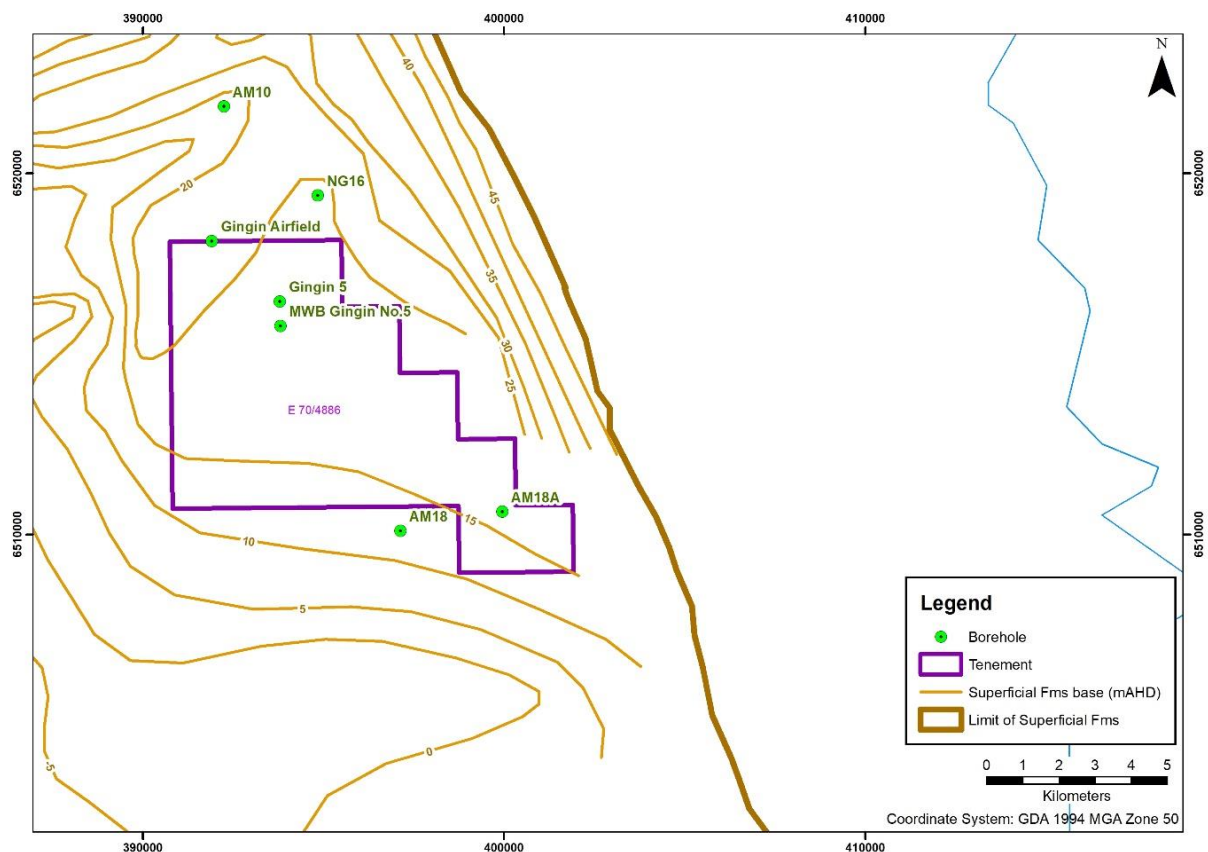 390000
400000
410000
N
40
AM10
45
6520000
6520000
20
NG16
Gingin Airfield
35
Gingin 5
MWB Gingin No.5
30
25
E 70/4886
AM18A
15
AM18
6510000
6510000
10
5
0
-5
Legend
Borehole
Tenement
Superficial Fms base (mAHD)
Limit of Superficial Fms
0 1 2 3 4 5
Kilometers
Coordinate System: GDA 1994 MGA Zone 50
390000
400000
410000